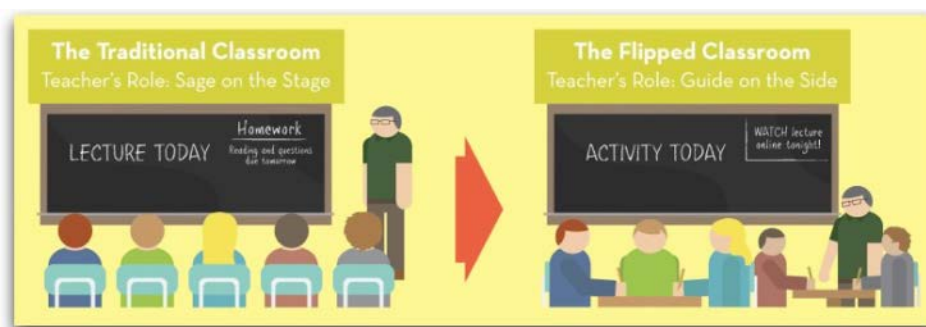 The Traditional Classroom
Teacher's Role: Sage on the Stage
LECTURE TODAY
Homework
Reading and questions
due tomorrow
The Flipped Classroom
Teacher's Role: Guide on the Side
ACTIVITY TODAY
WATCH lecture
online tonight!